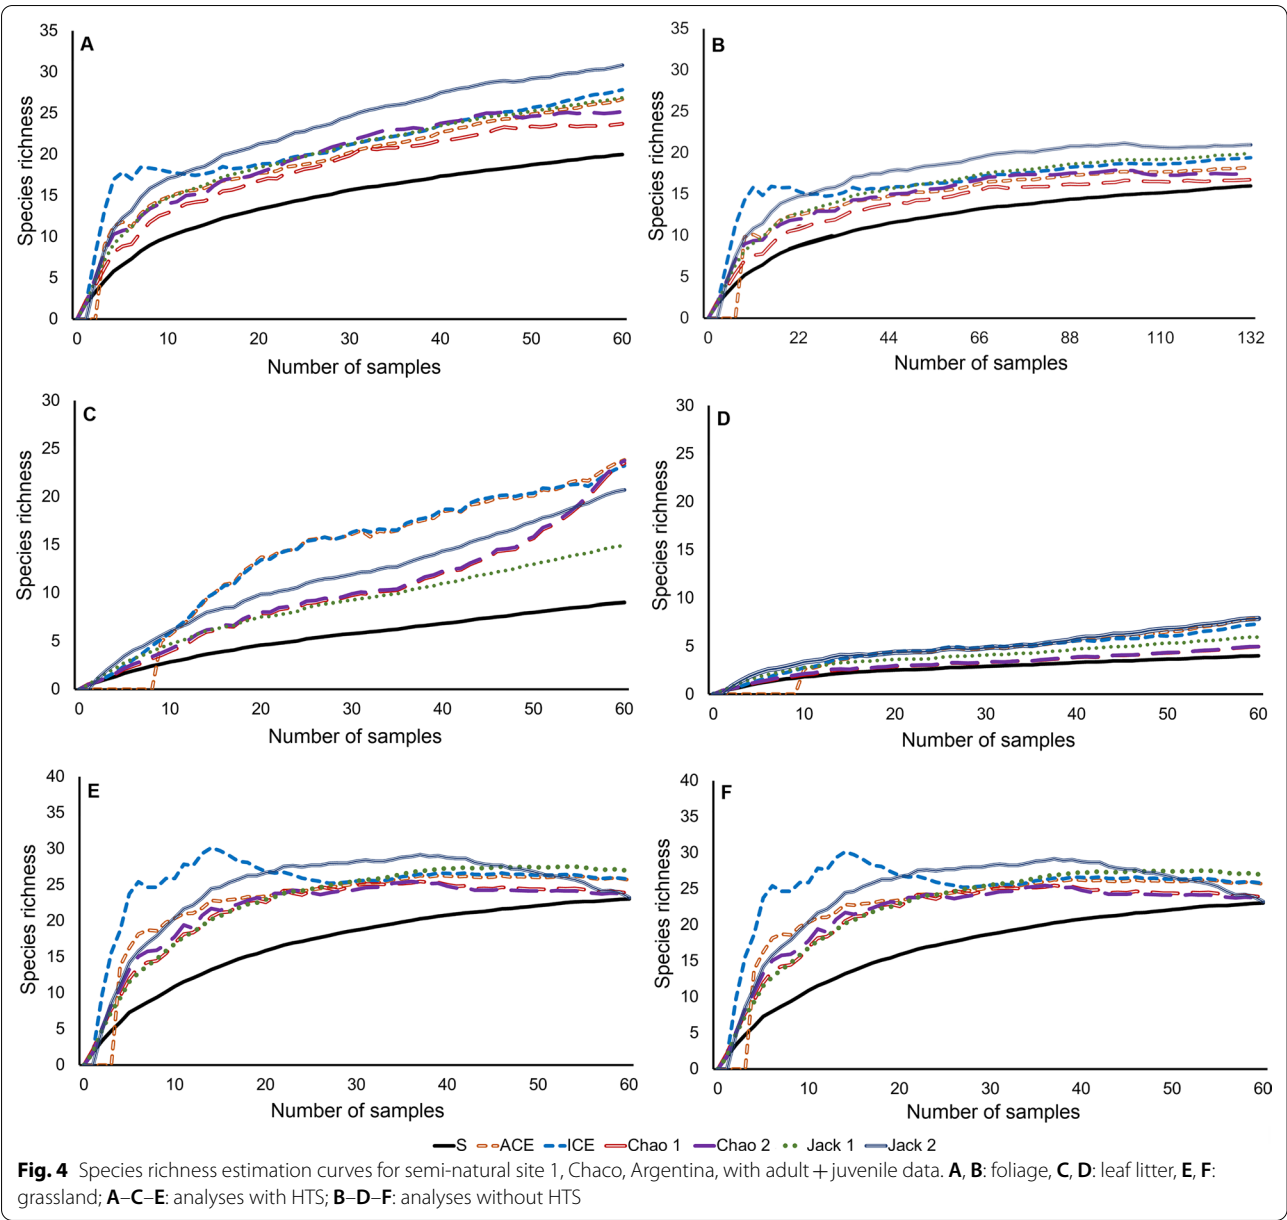 A
35
30
25
20
15
10
5
0
Species richness
0 10 20 30 40 50 60
Number of samples
B
35
30
25
20
15
10
5
0
Species richness
0 22 44 66 88 110 132
Number of samples
C
30
25
20
15
10
5
0
Species richness
0 10 20 30 40 50 60
Number of samples
D
30
25
20
15
10
5
0
Species richness
0 10 20 30 40 50 60
Number of samples
E
40
35
30
25
20
15
10
5
0
Species richness
0 10 20 30 40 50 60
Number of samples
F
40
35
30
25
20
15
10
5
0
Species richness
0 10 20 30 40 50 60
Number of samples
S ACE ICE Chao 1 Chao 2 Jack 1 Jack 2
Fig. 4 Species richness estimation curves for semi-natural site 1, Chaco, Argentina, with adult + juvenile data. A, B: foliage, C, D: leaf litter, E, F:
grassland; A–C–E: analyses with HTS; B–D–F: analyses without HTS